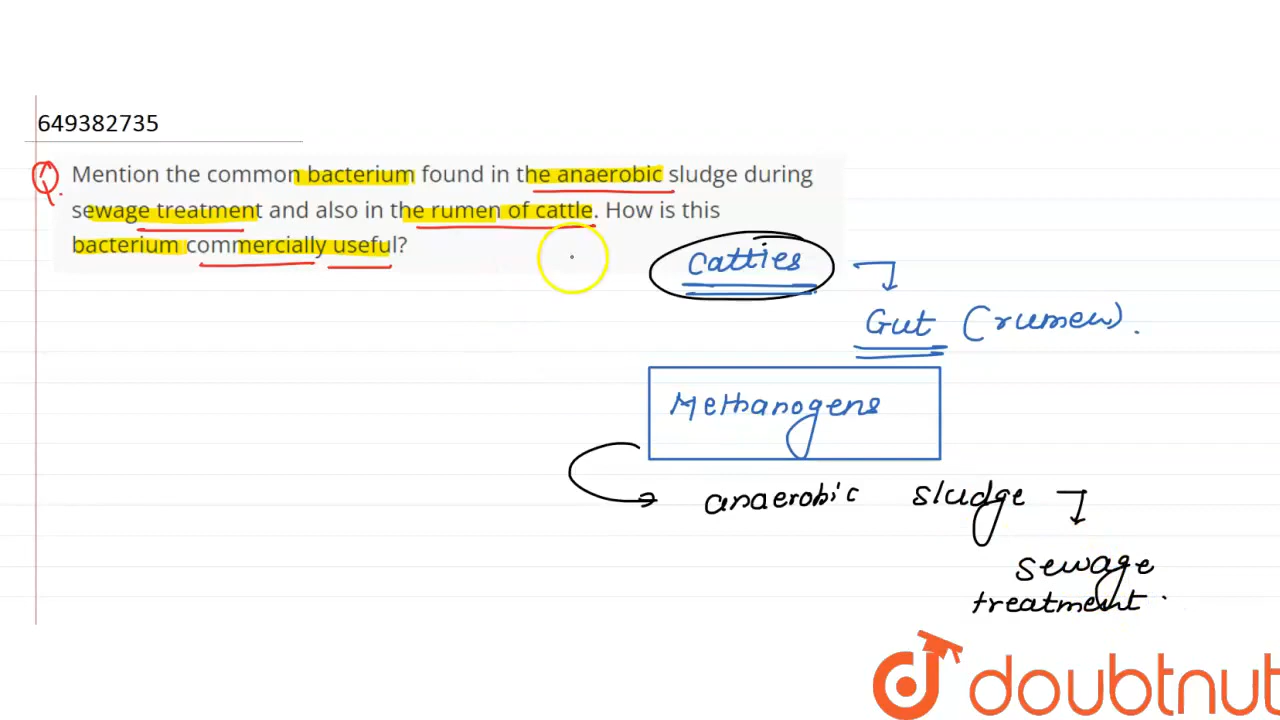 649382735
Q. Mention the common bacterium found in the anaerobic sludge during
sewage treatment and also in the rumen of cattle. How is this
bacterium commercially useful?
Catties
Gut (rumen).
Methanogens
anaerobic sludge
sewage
treatment.
doubtnut